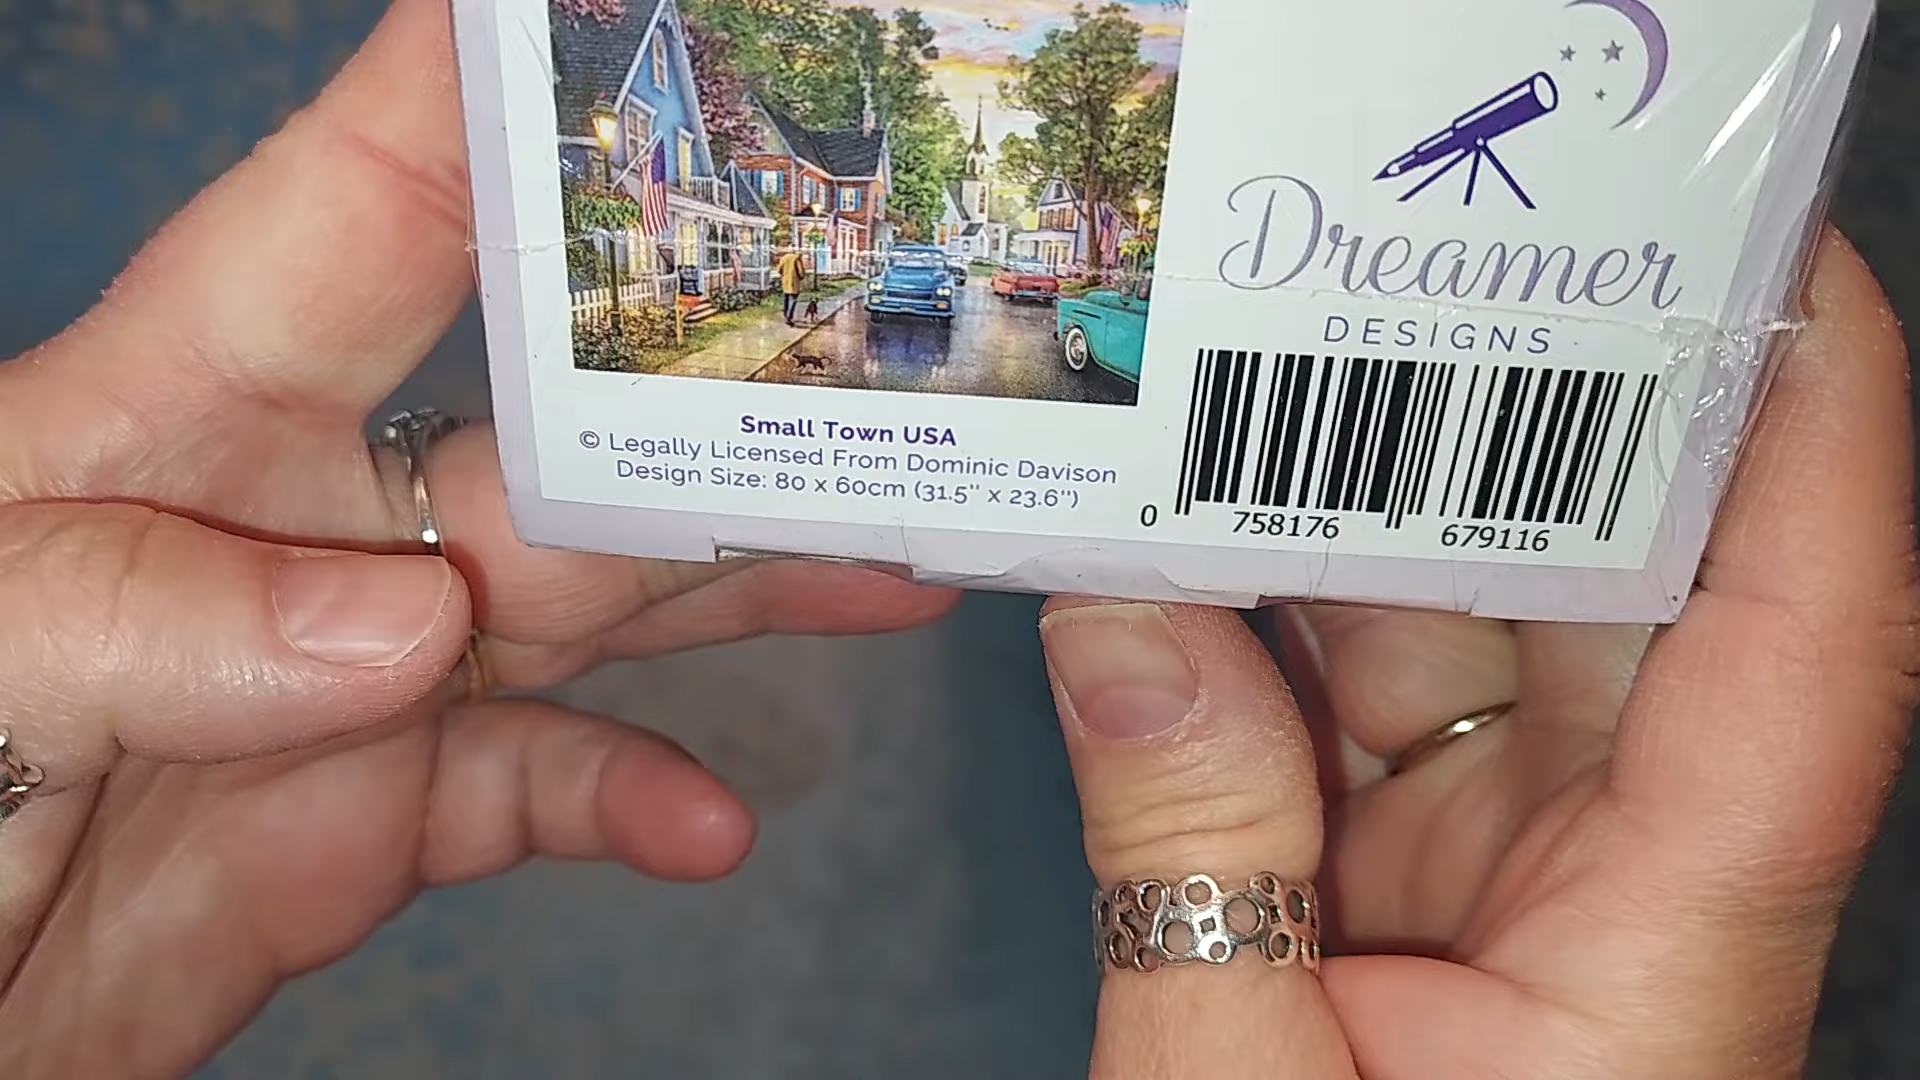 Dreamer
DESIGNS
Small Town USA
© Legally Licensed From Dominic Davison
Design Size: 80 x 60cm (31.5" x 23.6")
0 758176 679116